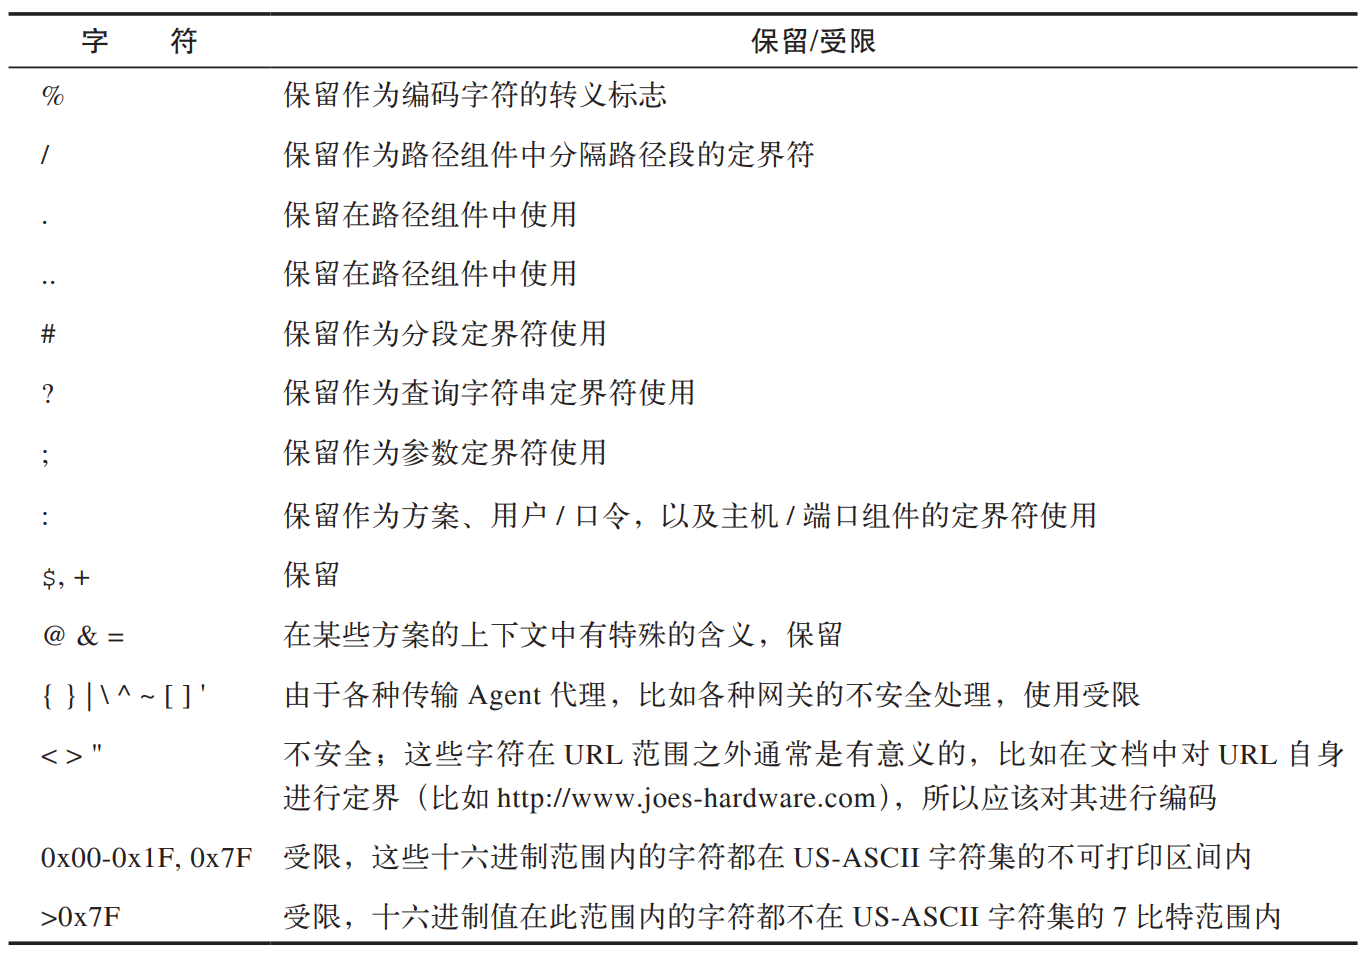 字 符 保留/受限
% 保留作为编码字符的转义标志
/ 保留作为路径组件中分隔路径段的定界符
. 保留在路径组件中使用
.. 保留在路径组件中使用
# 保留作为分段定界符使用
? 保留作为查询字符串定界符使用
; 保留作为参数定界符使用
: 保留作为方案、用户 / 口令，以及主机 / 端口组件的定界符使用
$, + 保留
@ & = 在某些方案的上下文中有特殊的含义，保留
{ } | \ ^ ~ [ ] ' 由于各种传输 Agent 代理，比如各种网关的不安全处理，使用受限
< > " 不安全；这些字符在 URL 范围之外通常是有意义的，比如在文档中对 URL 自身
进行定界（比如 http://www.joes-hardware.com），所以应该对其进行编码
0x00-0x1F, 0x7F 受限，这些十六进制范围内的字符都在 US-ASCII 字符集的不可打印区间内
>0x7F 受限，十六进制值在此范围内的字符都不在 US-ASCII 字符集的 7 比特范围内